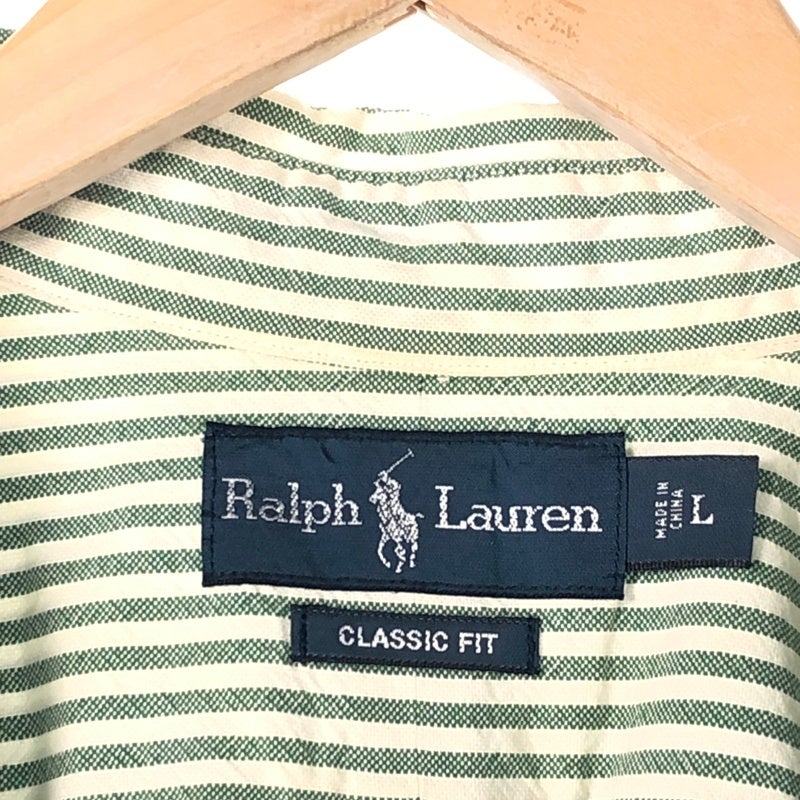 Ralph Lauren
MADE IN
CHINA
L
CLASSIC FIT